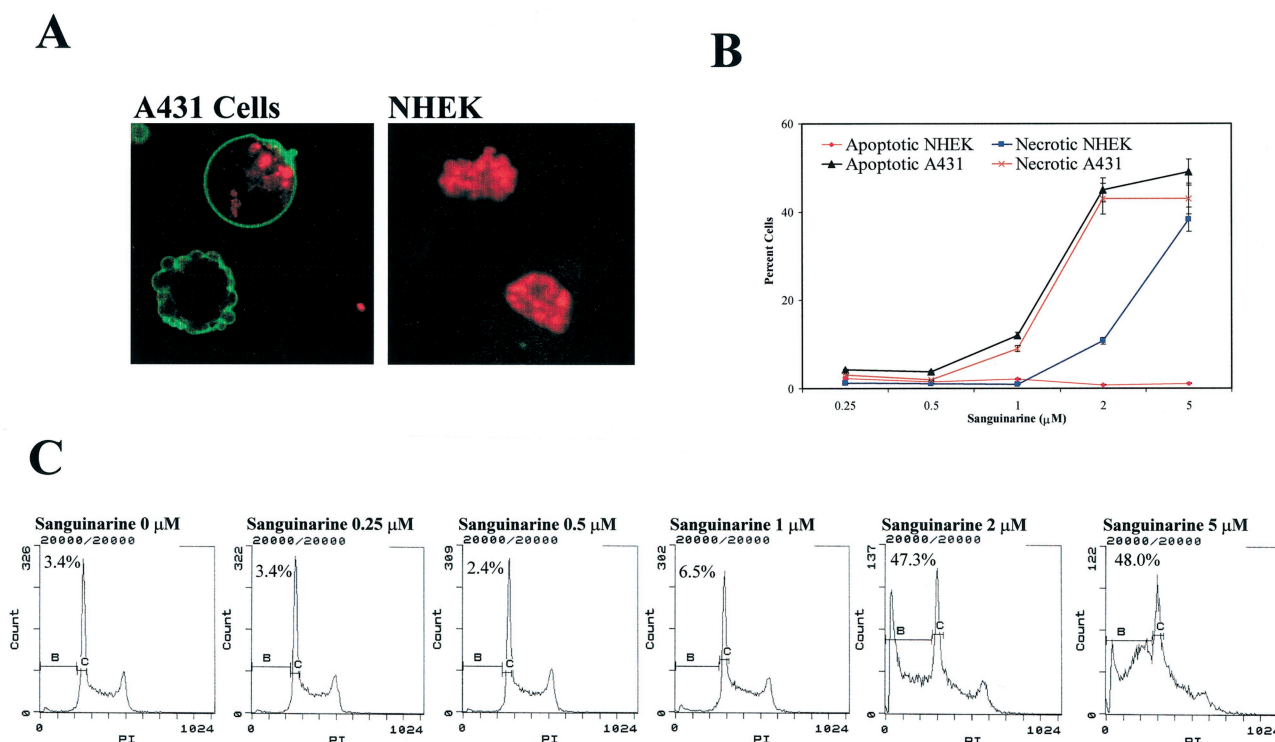 A
A431 Cells
NHEK
B
60
40
20
0
Percent Cells
Apoptotic NHEK
Necrotic NHEK
Apoptotic A431
Necrotic A431
0.25
0.5
1
2
5
Sanguinarine (μM)
C
Sanguinarine 0 μM
20000/20000
326
3.4%
Count
B
C
0
0
1024
PI
Sanguinarine 0.25 μM
20000/20000
322
3.4%
Count
B
C
0
0
1024
PI
Sanguinarine 0.5 μM
20000/20000
309
2.4%
Count
B
C
0
0
1024
PI
Sanguinarine 1 μM
20000/20000
302
6.5%
Count
B
C
0
0
1024
PI
Sanguinarine 2 μM
20000/20000
137
47.3%
Count
B
C
0
0
1024
PI
Sanguinarine 5 μM
20000/20000
122
48.0%
Count
B
C
0
0
1024
PI